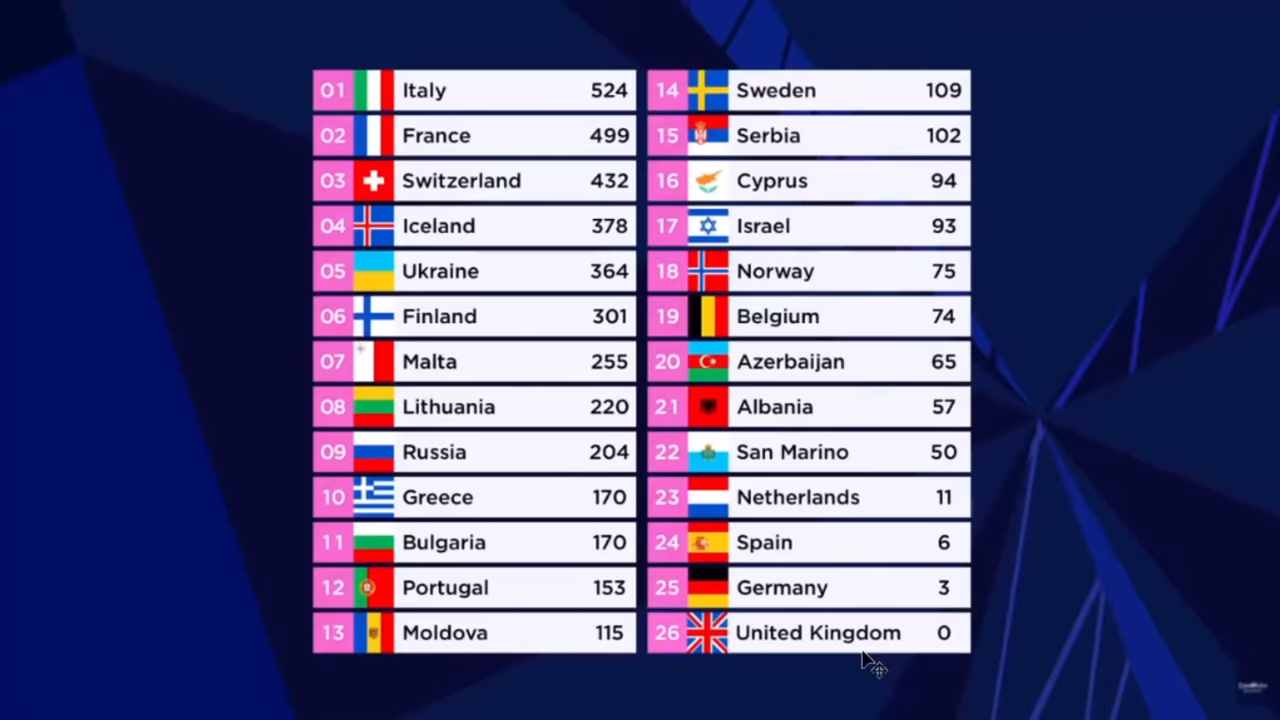 01 Italy 524
02 France 499
03 Switzerland 432
04 Iceland 378
05 Ukraine 364
06 Finland 301
07 Malta 255
08 Lithuania 220
09 Russia 204
10 Greece 170
11 Bulgaria 170
12 Portugal 153
13 Moldova 115
14 Sweden 109
15 Serbia 102
16 Cyprus 94
17 Israel 93
18 Norway 75
19 Belgium 74
20 Azerbaijan 65
21 Albania 57
22 San Marino 50
23 Netherlands 11
24 Spain 6
25 Germany 3
26 United Kingdom 0